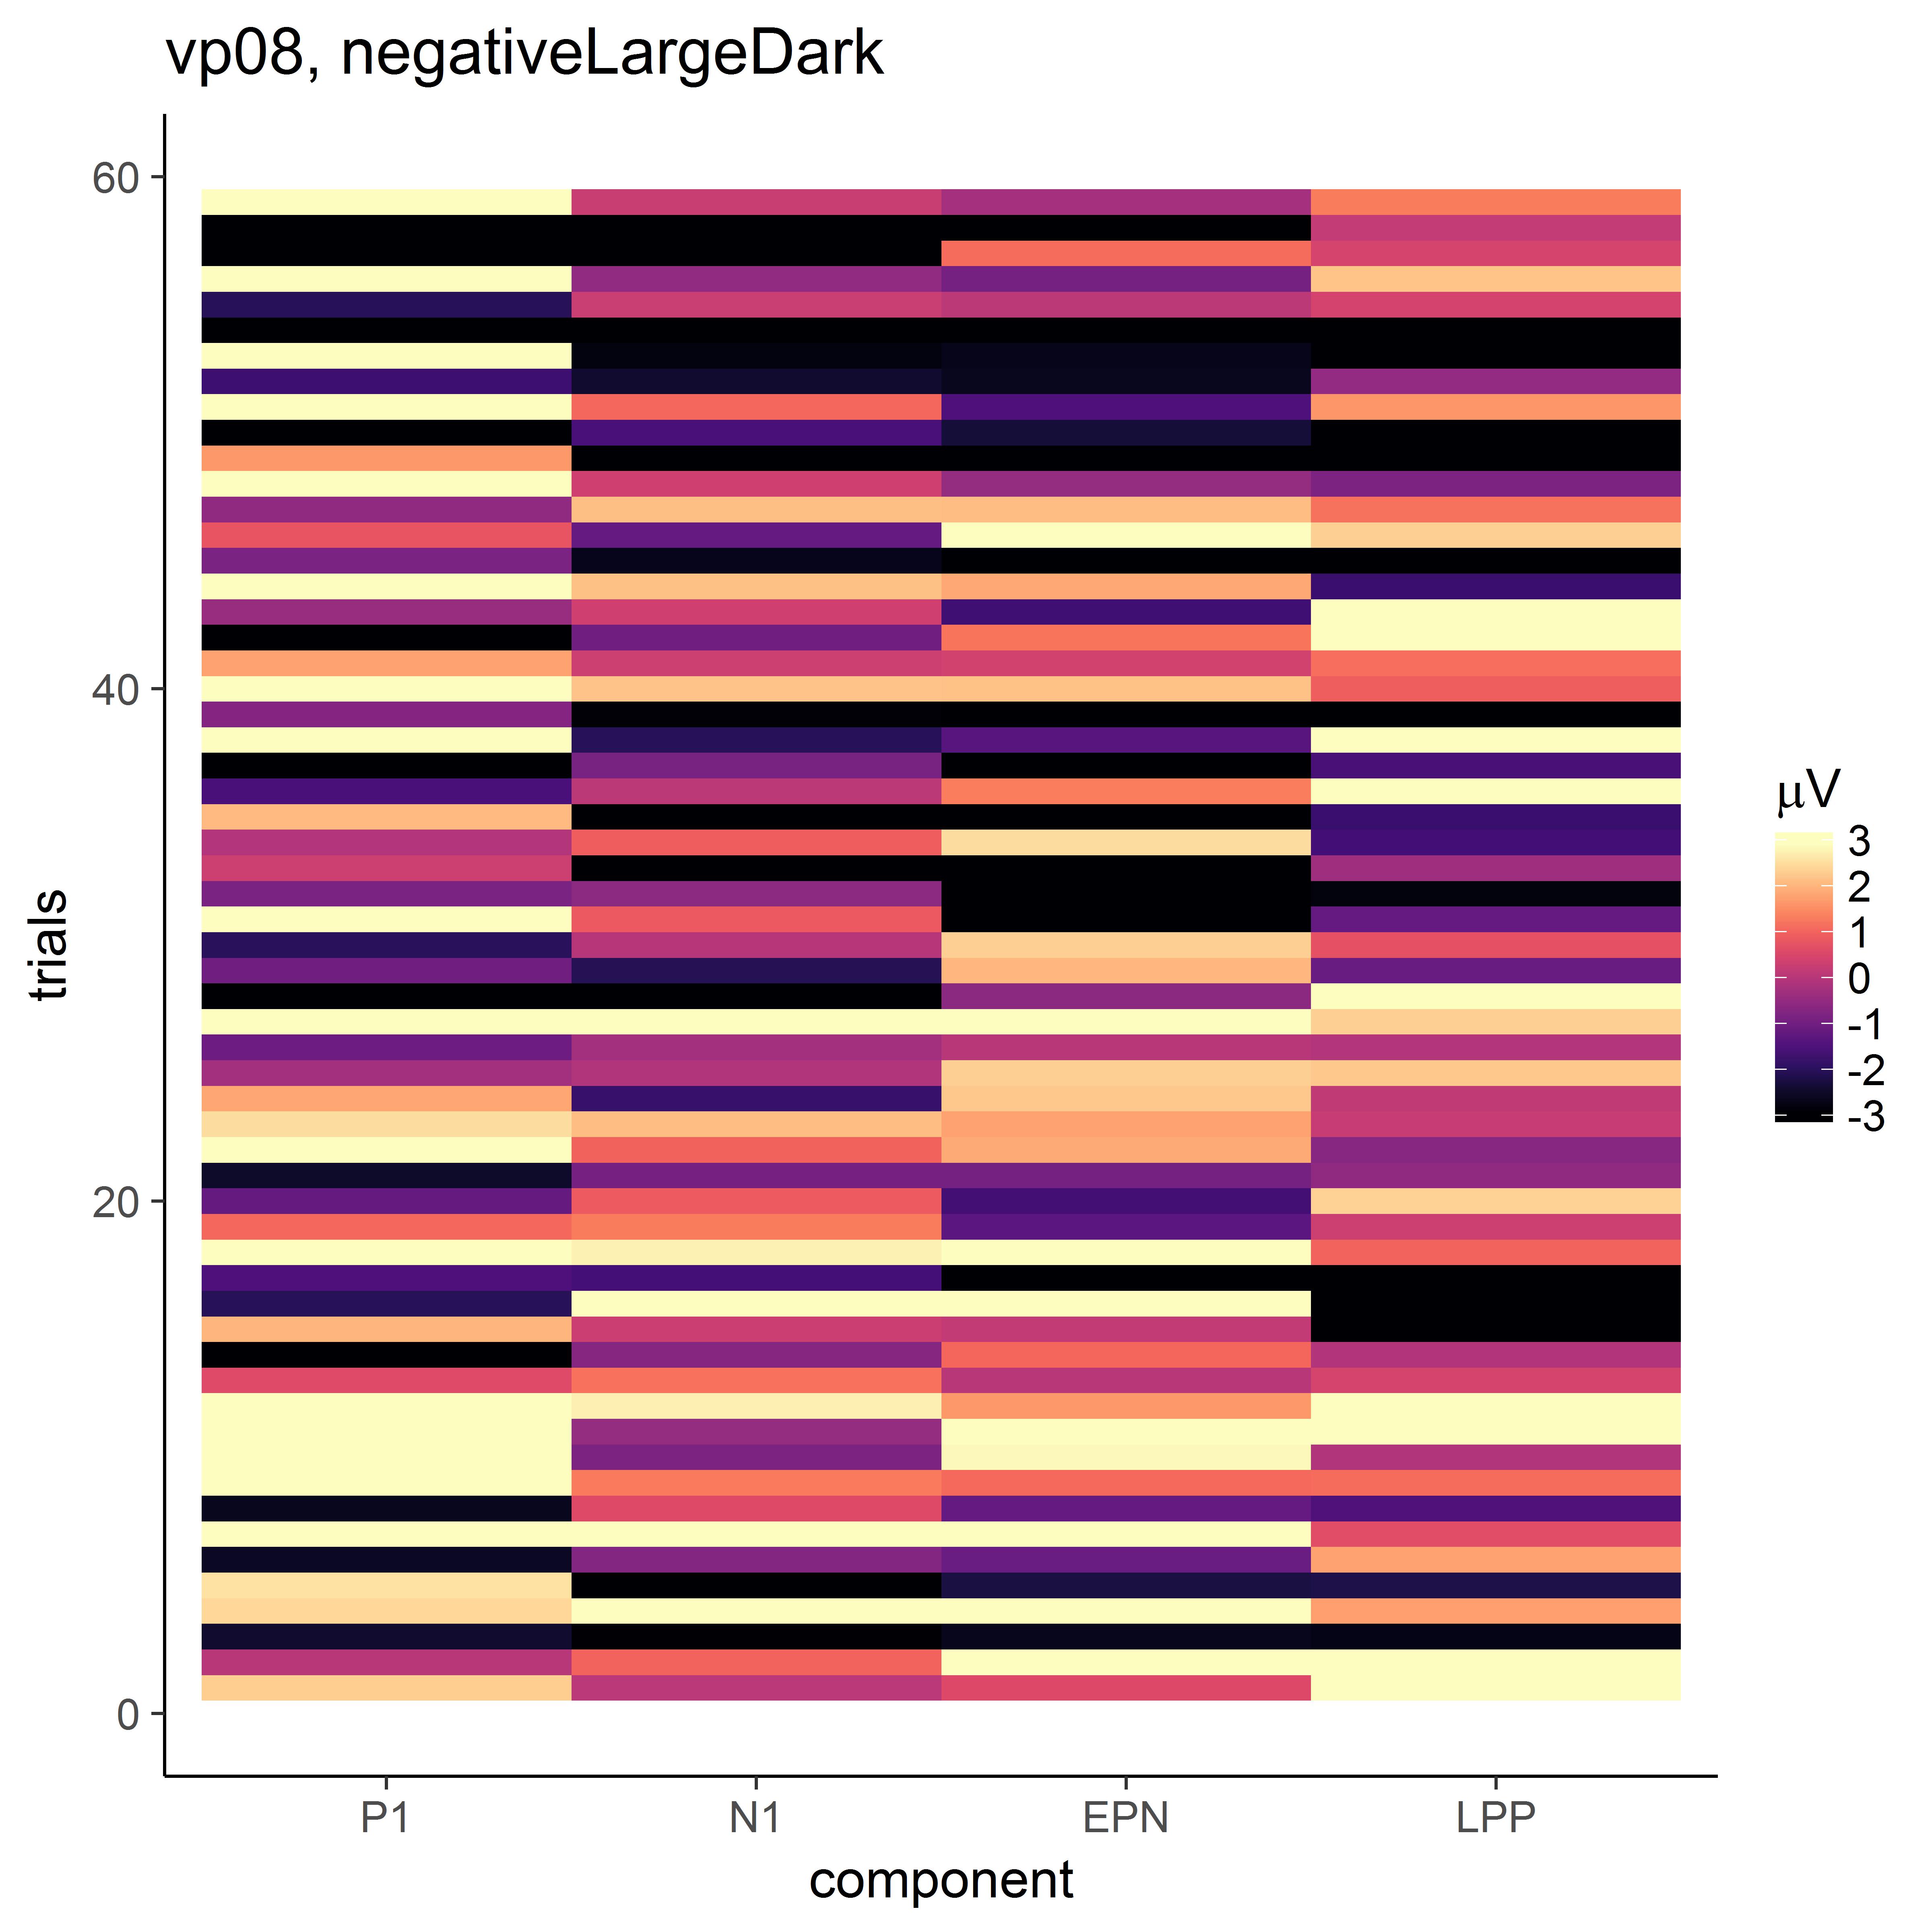 vp08, negativeLargeDark
60
40
20
0
trials
P1 N1 EPN LPP
component
μV
3
2
1
0
-1
-2
-3